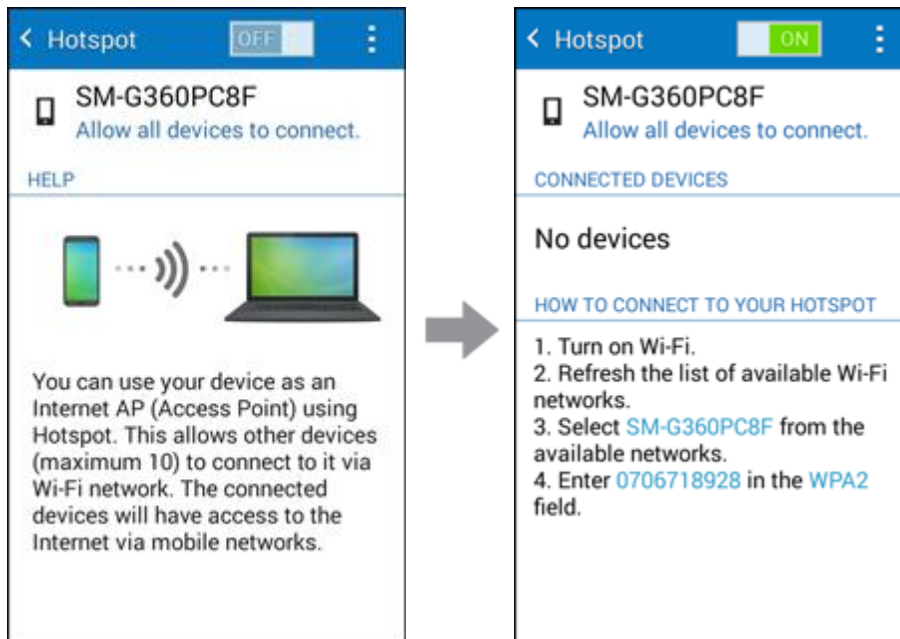 Hotspot OFF
SM-G360PC8F
Allow all devices to connect.
HELP
You can use your device as an
Internet AP (Access Point) using
Hotspot. This allows other devices
(maximum 10) to connect to it via
Wi-Fi network. The connected
devices will have access to the
Internet via mobile networks.
Hotspot ON
SM-G360PC8F
Allow all devices to connect.
CONNECTED DEVICES
No devices
HOW TO CONNECT TO YOUR HOTSPOT
1. Turn on Wi-Fi.
2. Refresh the list of available Wi-Fi
networks.
3. Select SM-G360PC8F from the
available networks.
4. Enter 0706718928 in the WPA2
field.